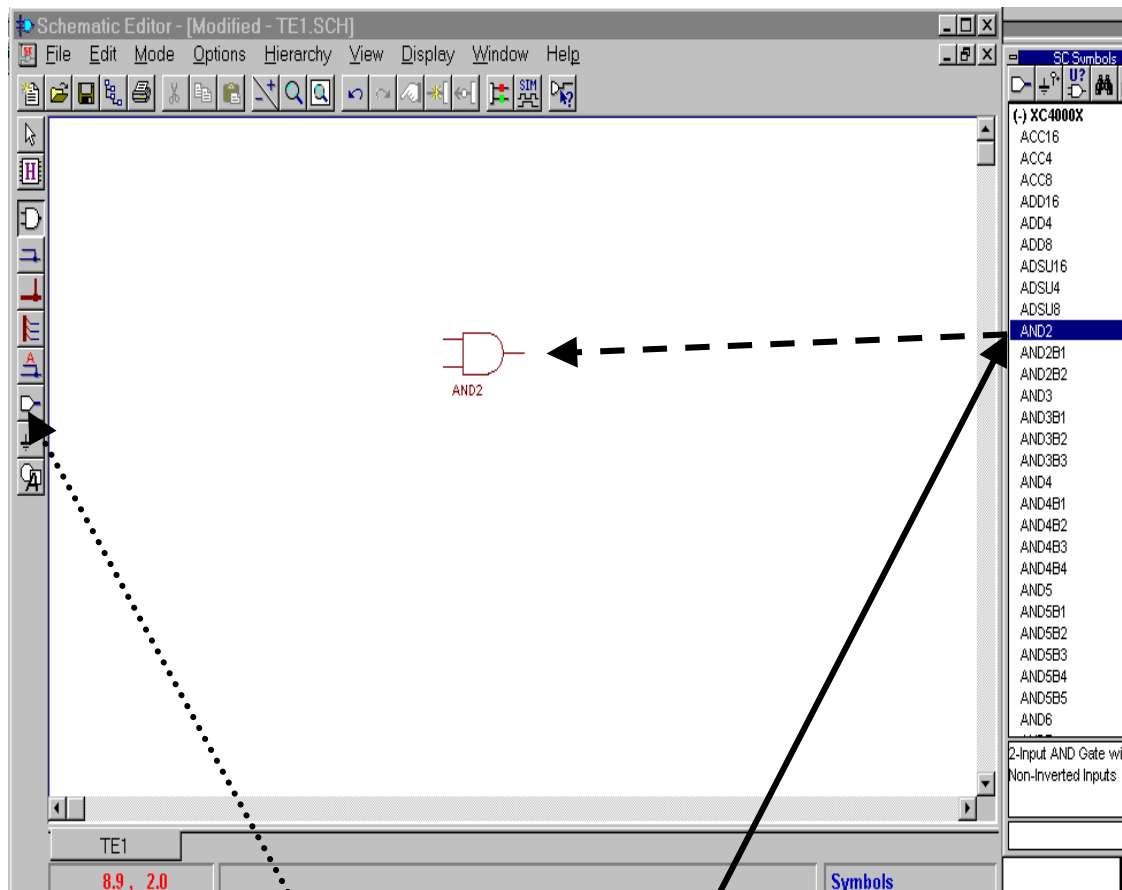 Schematic Editor - [Modified - TE1.SCH]
File Edit Mode Options Hierarchy View Display Window Help
SC Symbols
SIM
U?
H
A
A
(-) XC4000X
ACC16
ACC4
ACC8
ADD16
ADD4
ADD8
ADSU16
ADSU4
ADSU8
AND2
AND2B1
AND2B2
AND3
AND3B1
AND3B2
AND3B3
AND4
AND4B1
AND4B2
AND4B3
AND4B4
AND5
AND5B1
AND5B2
AND5B3
AND5B4
AND5B5
AND6
2-Input AND Gate wi
Non-Inverted Inputs
AND2
TE1
8.9 , 2.0
Symbols